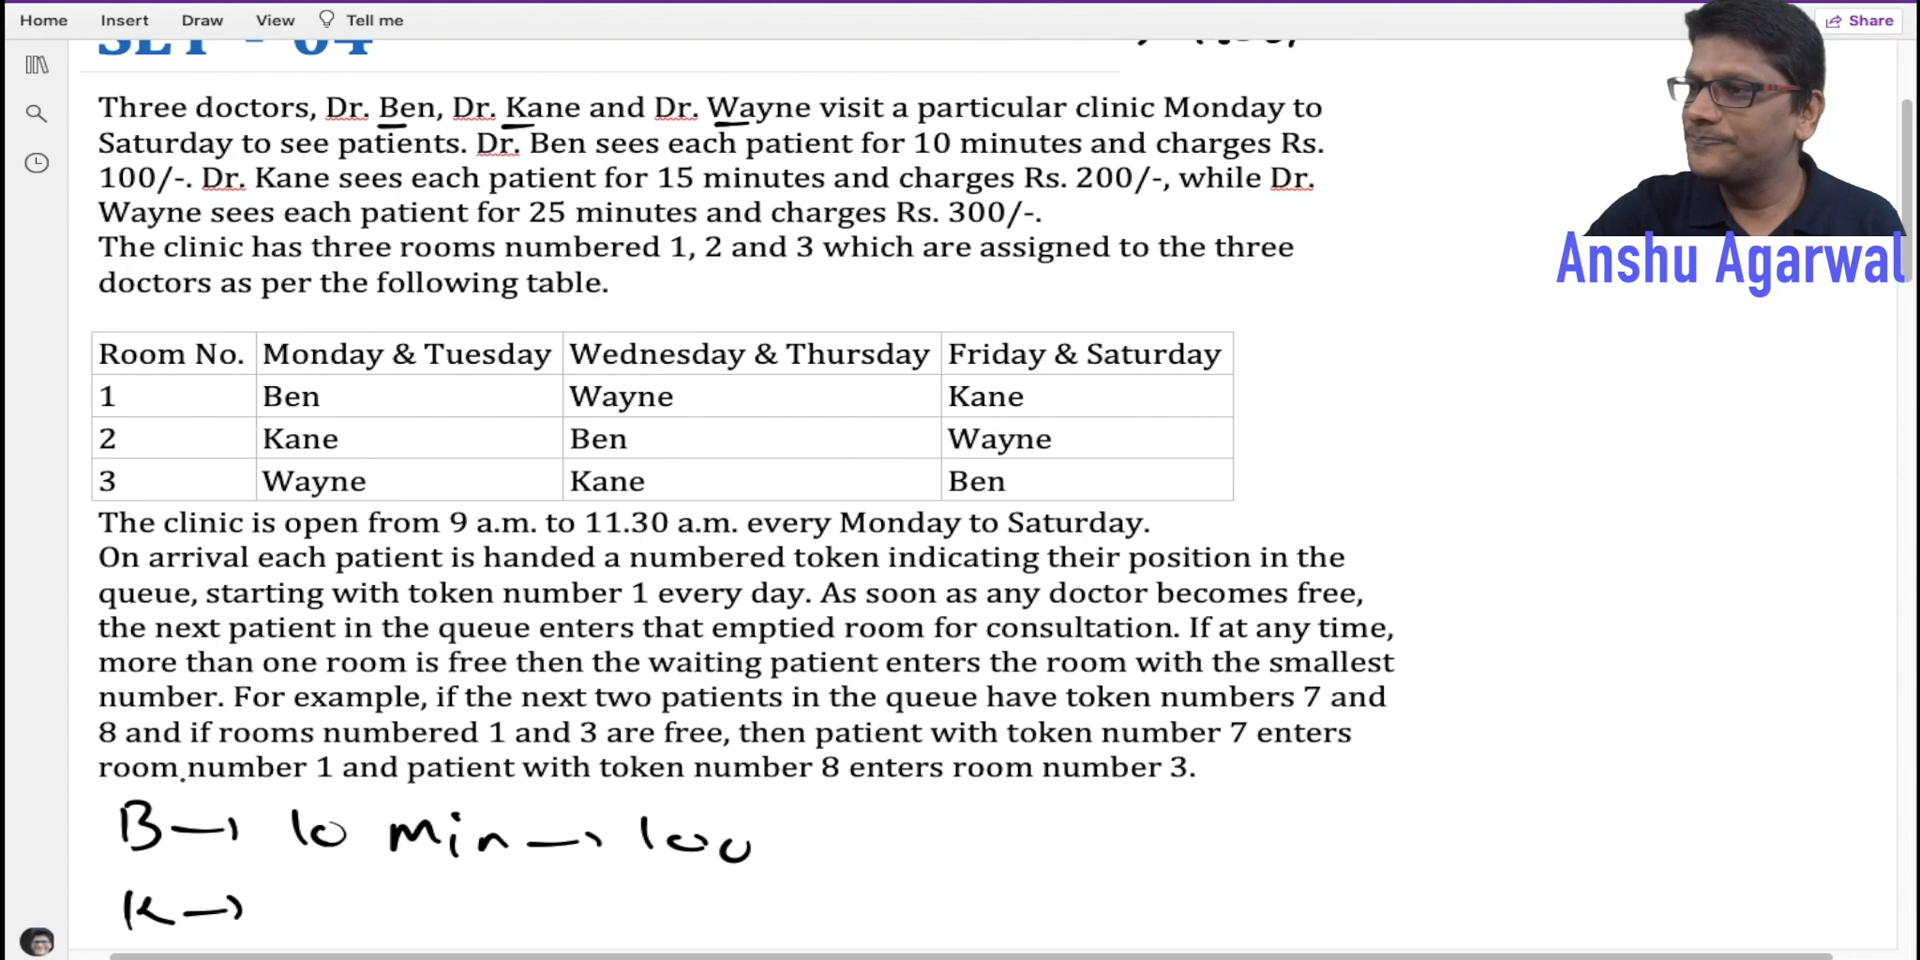 Home Insert Draw View Tell me Share
SET - 04
Three doctors, Dr. Ben, Dr. Kane and Dr. Wayne visit a particular clinic Monday to
Saturday to see patients. Dr. Ben sees each patient for 10 minutes and charges Rs.
100/-. Dr. Kane sees each patient for 15 minutes and charges Rs. 200/-, while Dr.
Wayne sees each patient for 25 minutes and charges Rs. 300/-.
The clinic has three rooms numbered 1, 2 and 3 which are assigned to the three
doctors as per the following table.
Anshu Agarwal
Room No. Monday & Tuesday Wednesday & Thursday Friday & Saturday
1 Ben Wayne Kane
2 Kane Ben Wayne
3 Wayne Kane Ben
The clinic is open from 9 a.m. to 11.30 a.m. every Monday to Saturday.
On arrival each patient is handed a numbered token indicating their position in the
queue, starting with token number 1 every day. As soon as any doctor becomes free,
the next patient in the queue enters that emptied room for consultation. If at any time,
more than one room is free then the waiting patient enters the room with the smallest
number. For example, if the next two patients in the queue have token numbers 7 and
8 and if rooms numbered 1 and 3 are free, then patient with token number 7 enters
room number 1 and patient with token number 8 enters room number 3.
B → 10 min → 100
K →